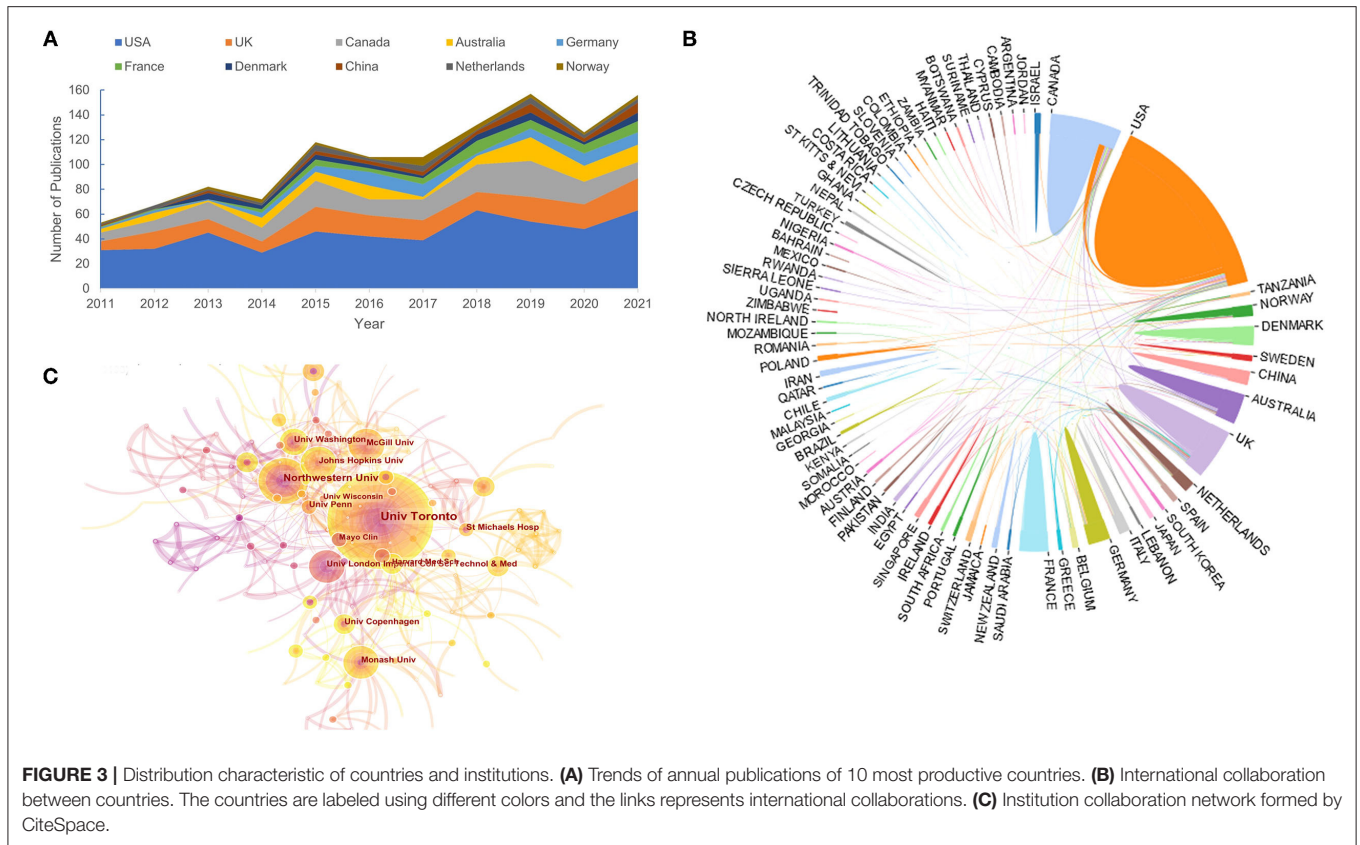 A
USA UK Canada Australia Germany
France Denmark China Netherlands Norway
160
140
120
100
80
60
40
20
0
Number of Publications
2011 2012 2013 2014 2015 2016 2017 2018 2019 2020 2021
Year
B
ISRAEL
CANADA
USA
TANZANIA
NORWAY
DENMARK
SWEDEN
CHINA
AUSTRALIA
UK
NETHERLANDS
SPAIN
SOUTH KOREA
JAPAN
LEBANON
ITALY
GERMANY
BELGIUM
GREECE
FRANCE
SAUDI ARABIA
NEW ZEALAND
JAMAICA
SWITZERLAND
PORTUGAL
SOUTH AFRICA
IRELAND
SINGAPORE
EGYPT
INDIA
PAKISTAN
FINLAND
AUSTRIA
MOROCCO
SOMALIA
KENYA
BRAZIL
GEORGIA
MALAYSIA
CHILE
QATAR
IRAN
POLAND
ROMANIA
MOZAMBIQUE
NORTH IRELAND
ZIMBABWE
UGANDA
SIERRA LEONE
RWANDA
MEXICO
BAHRAIN
NIGERIA
CZECH REPUBLIC
TURKEY
NEPAL
GHANA
ST KITTS & NEVI
COSTA RICA
LITHUANIA
TRINIDAD TOBAGO
SLOVENIA
COLOMBIA
ETHIOPIA
ZAMBIA
HAITI
MYANMAR
BOTSWANA
SURINAME
THAILAND
CYPRUS
CAMBODIA
ARGENTINA
JORDAN
C
Univ Washington
McGill Univ
Johns Hopkins Univ
Northwestern Univ
Univ Wisconsin
Univ Penn
Univ Toronto
St Michaels Hosp
Mayo Clin
Harvard Med Sch
Univ London Imperial Coll Sci Technol & Med
Univ Copenhagen
Monash Univ
FIGURE 3 | Distribution characteristic of countries and institutions. (A) Trends of annual publications of 10 most productive countries. (B) International collaboration
between countries. The countries are labeled using different colors and the links represents international collaborations. (C) Institution collaboration network formed by
CiteSpace.